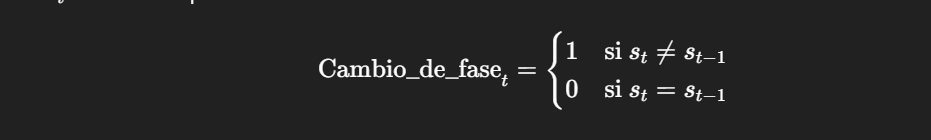 Cambio_de_fase_t = { 1 si s_t ≠ s_{t−1}
0 si s_t = s_{t−1}